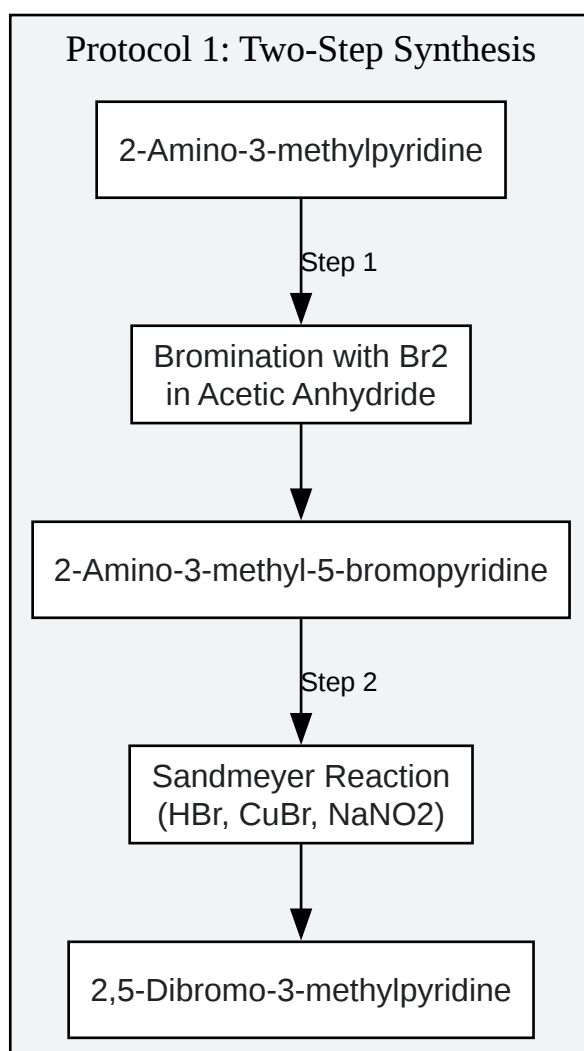 Protocol 1: Two-Step Synthesis
2-Amino-3-methylpyridine
Step 1
Bromination with Br2
in Acetic Anhydride
2-Amino-3-methyl-5-bromopyridine
Step 2
Sandmeyer Reaction
(HBr, CuBr, NaNO2)
2,5-Dibromo-3-methylpyridine